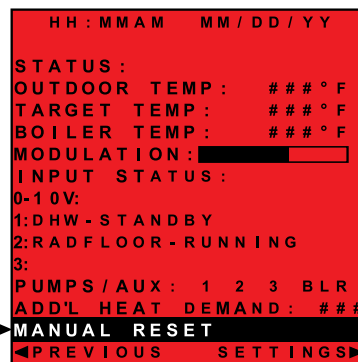 HH:MMAM MM/DD/YY
STATUS:
OUTDOOR TEMP: ###°F
TARGET TEMP: ###°F
BOILER TEMP: ###°F
MODULATION:
INPUT STATUS:
0-10V:
1:DHW-STANDBY
2:RADFLOOR-RUNNING
3:
PUMPS/AUX: 1 2 3 BLR
ADD'L HEAT DEMAND: ###
MANUAL RESET
◄PREVIOUS SETTINGS►